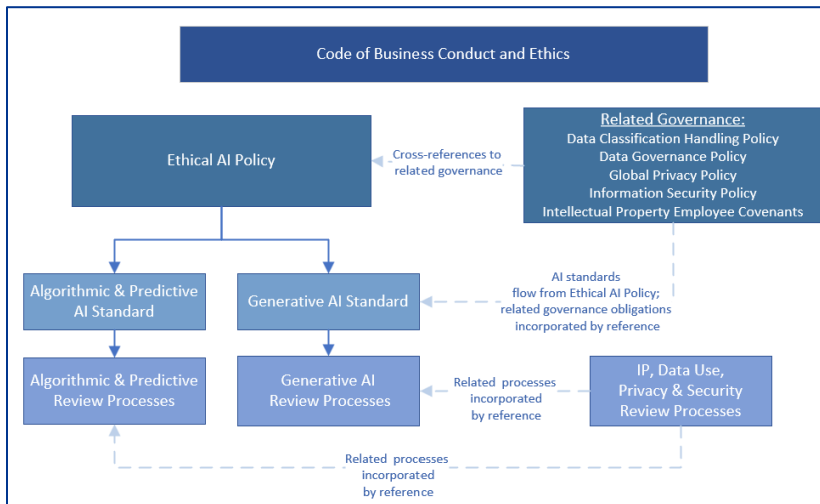 Code of Business Conduct and Ethics
Ethical AI Policy
Cross-references to
related governance
Related Governance:
Data Classification Handling Policy
Data Governance Policy
Global Privacy Policy
Information Security Policy
Intellectual Property Employee Covenants
Algorithmic & Predictive
AI Standard
Generative AI Standard
AI standards
flow from Ethical AI Policy;
related governance obligations
incorporated by reference
Algorithmic & Predictive
Review Processes
Generative AI
Review Processes
Related processes
incorporated
by reference
IP, Data Use,
Privacy & Security
Review Processes
Related processes
incorporated
by reference